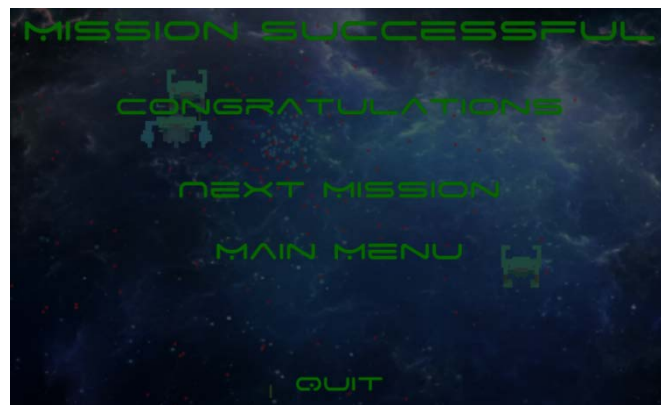 MISSION SUCCESSFUL
CONGRATULATIONS
NEXT MISSION
MAIN MENU
QUIT